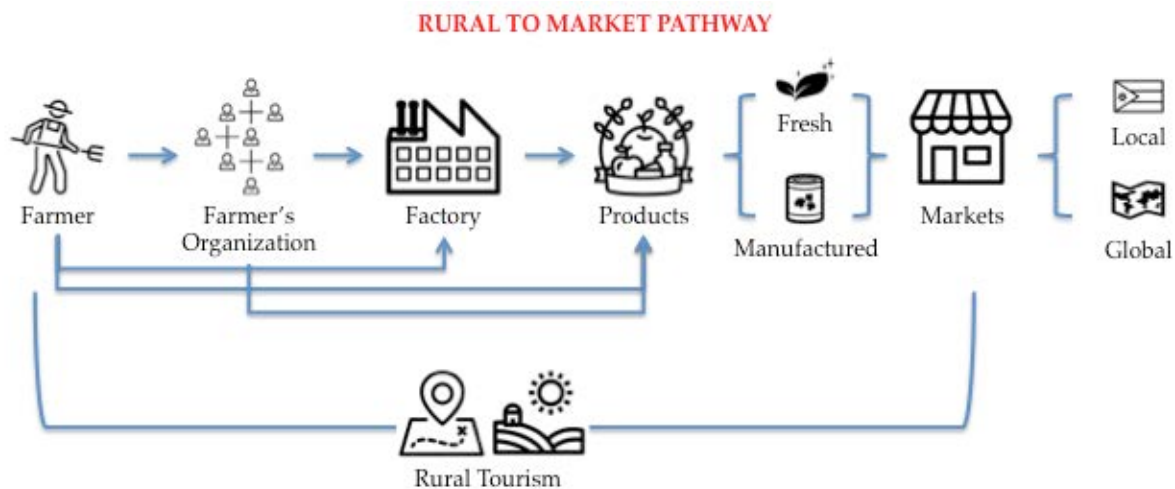 RURAL TO MARKET PATHWAY
Fresh
Local
Farmer
Farmer's
Organization
Factory
Products
Manufactured
Markets
Global
Rural Tourism